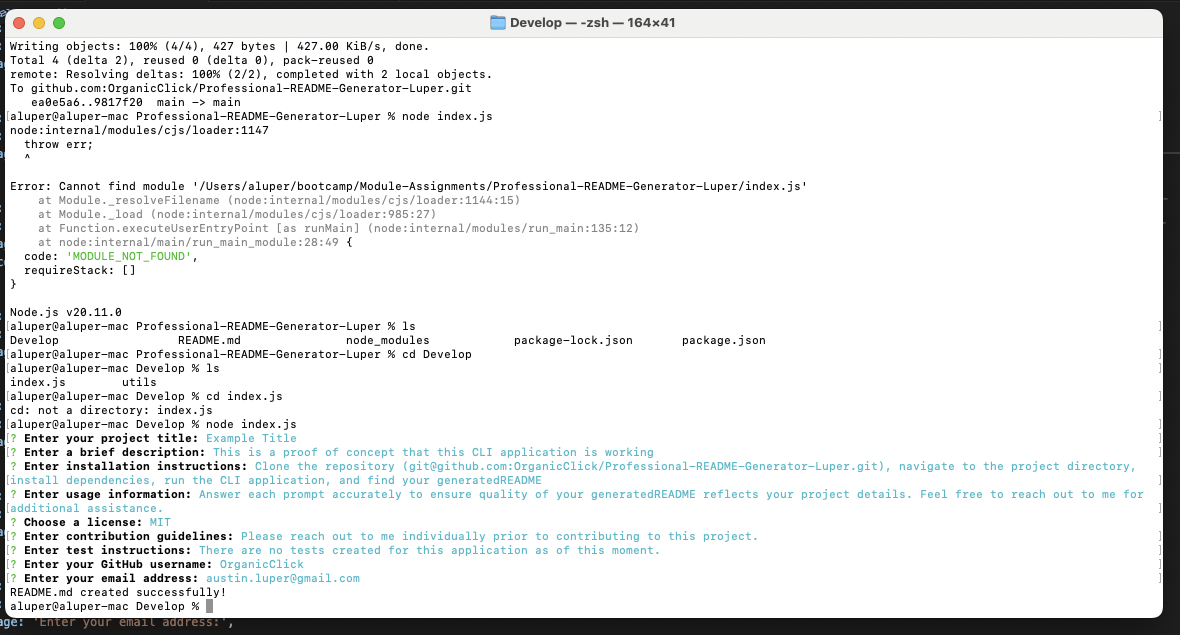 Develop — -zsh — 164×41
Writing objects: 100% (4/4), 427 bytes | 427.00 KiB/s, done.
Total 4 (delta 2), reused 0 (delta 0), pack-reused 0
remote: Resolving deltas: 100% (2/2), completed with 2 local objects.
To github.com:OrganicClick/Professional-README-Generator-Luper.git
   ea0e5a6..9817f20  main -> main
[aluper@aluper-mac Professional-README-Generator-Luper % node index.js ]
node:internal/modules/cjs/loader:1147
  throw err;
  ^
Error: Cannot find module '/Users/aluper/bootcamp/Module-Assignments/Professional-README-Generator-Luper/index.js'
    at Module._resolveFilename (node:internal/modules/cjs/loader:1144:15)
    at Module._load (node:internal/modules/cjs/loader:985:27)
    at Function.executeUserEntryPoint [as runMain] (node:internal/modules/run_main:135:12)
    at node:internal/main/run_main_module:28:49 {
  code: 'MODULE_NOT_FOUND',
  requireStack: []
}
Node.js v20.11.0
[aluper@aluper-mac Professional-README-Generator-Luper % ls ]
Develop README.md node_modules package-lock.json package.json
[aluper@aluper-mac Professional-README-Generator-Luper % cd Develop ]
[aluper@aluper-mac Develop % ls ]
index.js utils
[aluper@aluper-mac Develop % cd index.js ]
cd: not a directory: index.js
[aluper@aluper-mac Develop % node index.js ]
[? Enter your project title: Example Title ]
[? Enter a brief description: This is a proof of concept that this CLI application is working ]
? Enter installation instructions: Clone the repository (git@github.com:OrganicClick/Professional-README-Generator-Luper.git), navigate to the project directory,
[install dependencies, run the CLI application, and find your generatedREADME ]
? Enter usage information: Answer each prompt accurately to ensure quality of your generatedREADME reflects your project details. Feel free to reach out to me for
[additional assistance. ]
? Choose a license: MIT
[? Enter contribution guidelines: Please reach out to me individually prior to contributing to this project. ]
[? Enter test instructions: There are no tests created for this application as of this moment. ]
[? Enter your GitHub username: OrganicClick ]
[? Enter your email address: austin.luper@gmail.com ]
README.md created successfully!
aluper@aluper-mac Develop %
age: 'Enter your email address:',